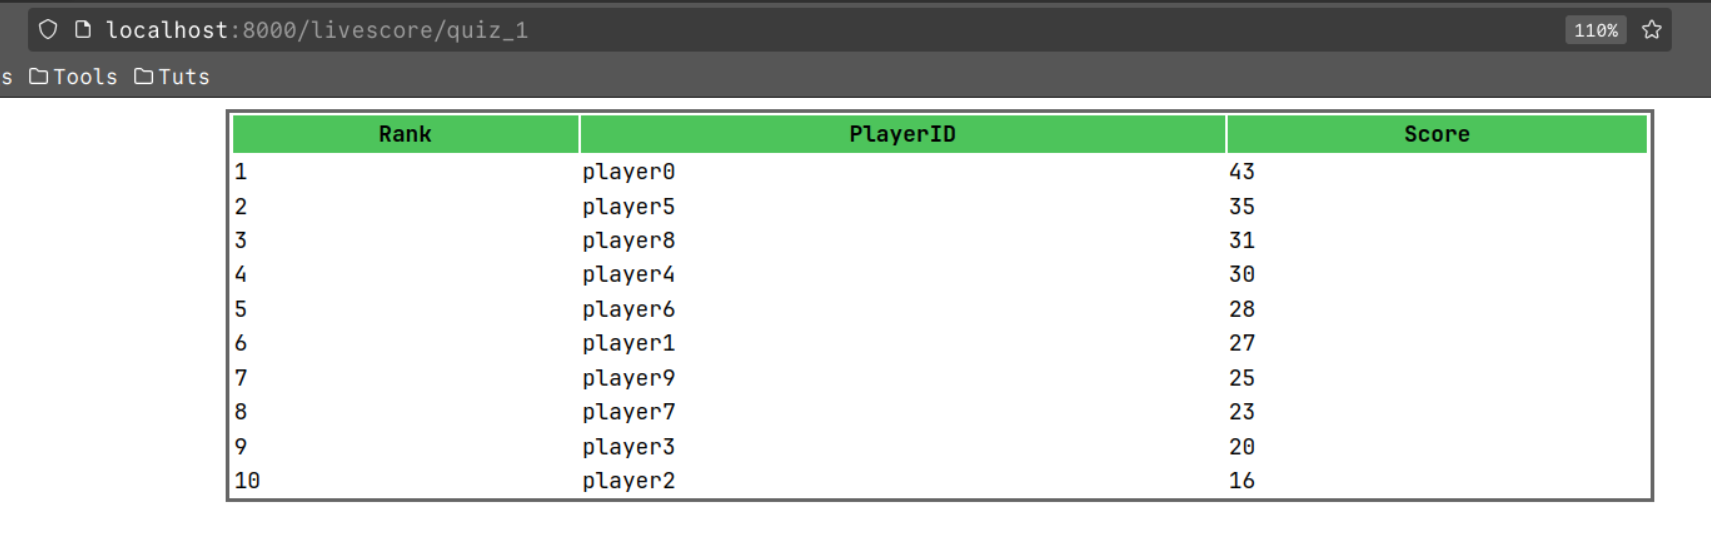 localhost:8000/livescore/quiz_1 110%
s Tools Tuts
Rank PlayerID Score
1 player0 43
2 player5 35
3 player8 31
4 player4 30
5 player6 28
6 player1 27
7 player9 25
8 player7 23
9 player3 20
10 player2 16